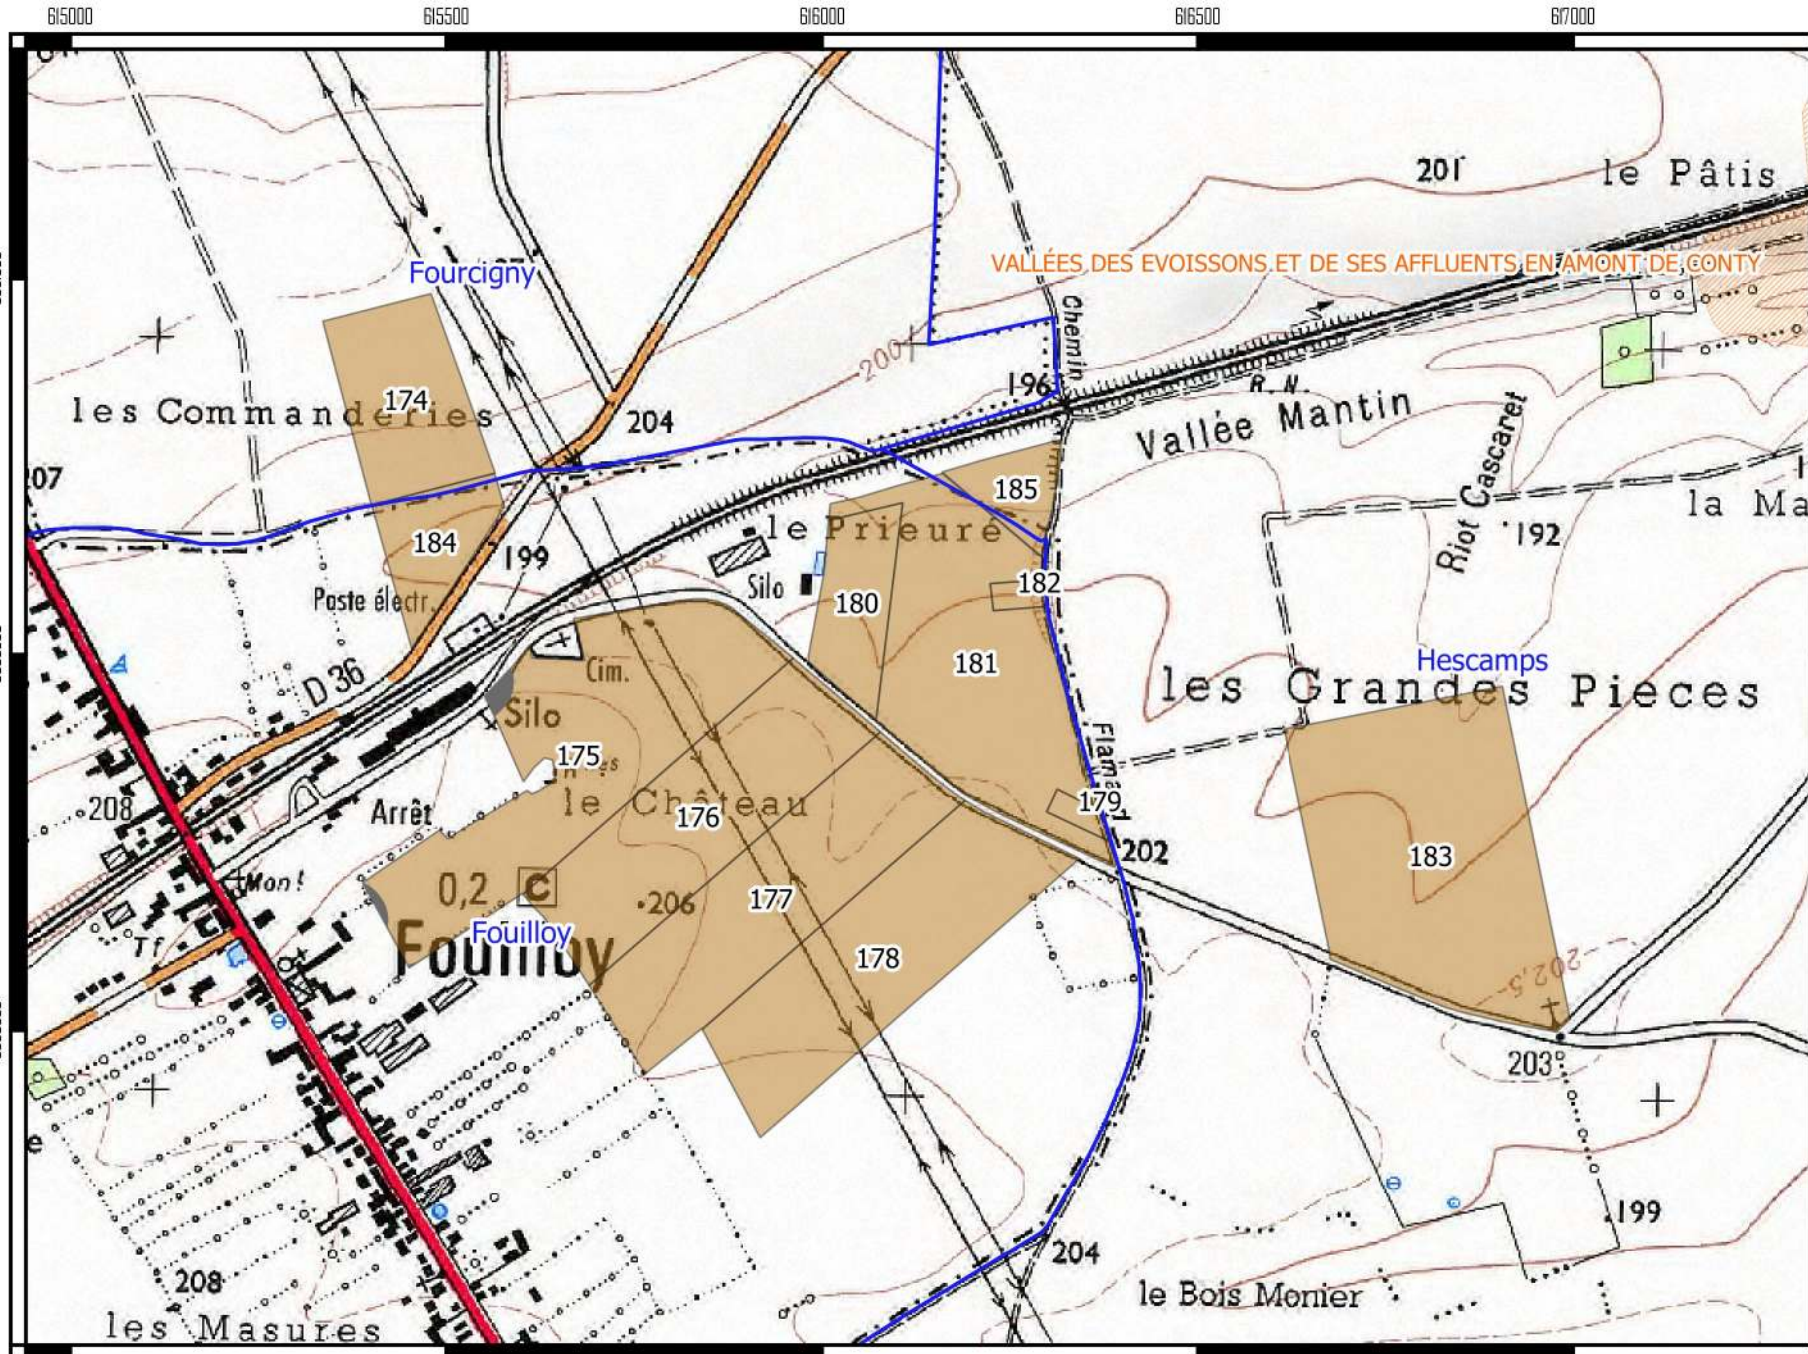 615000 615500 616000 616500 617000
201
le Pâtis
Fourcigny
VALLÉES DES EVOISSONS ET DE SES AFFLUENTS EN AMONT DE CONTY
Chemin
200
196
R. N.
174
les Commanderies
204
Vallée Mantin
Riot Cascaret
207
185
la Ma
le Prieuré
192
184
199
Silo
182
Poste électr.
180
181
Hescamps
Cim.
D 36
les Grandes Pieces
Silo
175
208
Arrêt
le Château
176
179
202
183
Mon!
0,2 C
206
177
Fouilloy
Fouilloy
Tf
178
202,5
203
e
199
204
208
le Bois Monier
les Masures